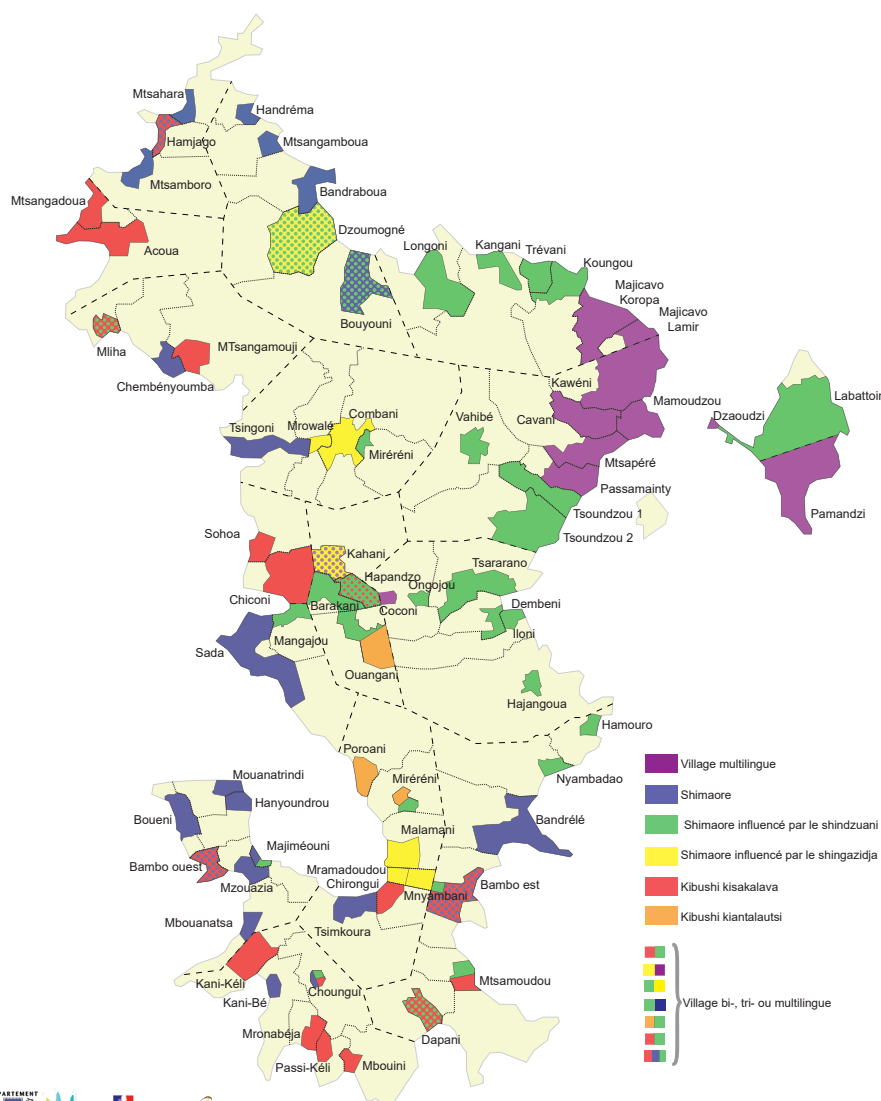 Mtsahara
Handréma
Hamjago
Mtsangamboua
Mtsamboro
Bandraboua
Mtsangadoua
Dzoumogné
Acoua
Longoni
Kangani
Trévani
Koungou
Majicavo
Koropa
Majicavo
Lamir
Bouyouni
Mliha
MTsangamouji
Chembényoumba
Kawéni
Labattoir
Dzaoudzi
Mamoudzou
Combani
Tsingoni
Mrowalé
Vahibé
Cavani
Miréréni
Mtsapéré
Passamainty
Pamandzi
Tsoundzou 1
Tsoundzou 2
Sohoa
Kahani
Hapandzo
Tsararano
Ongojou
Chiconi
Barakani
Coconi
Dembeni
Iloni
Mangajou
Sada
Ouangani
Hajangoua
Hamouro
Poroani
Miréréni
Nyambadao
Mouanatrindi
Hanyoundrou
Boueni
Bandrélé
Malamani
Majiméouni
Bambo ouest
Mramadoudou
Chirongui
Mzouazia
Mnyambani
Bambo est
Mbouanatsa
Tsimkoura
Kani-Kéli
Choungui
Mtsamoudou
Kani-Bé
Mronabéja
Dapani
Passi-Kéli
Mbouini
Village multilingue
Shimaore
Shimaore influencé par le shindzuani
Shimaore influencé par le shingazidja
Kibushi kisakalava
Kibushi kiantalautsi
Village bi-, tri- ou multilingue
PARTEMENT